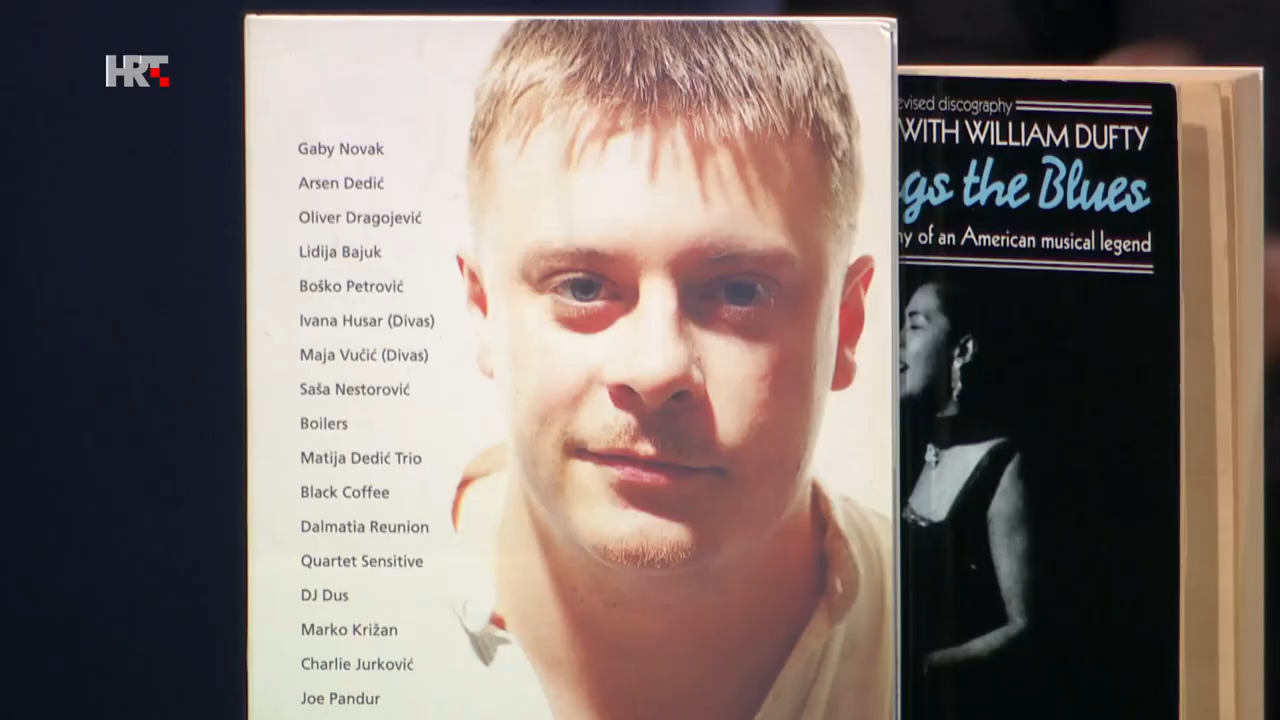 HRT
Gaby Novak
Arsen Dedić
Oliver Dragojević
Lidija Bajuk
Boško Petrović
Ivana Husar (Divas)
Maja Vučić (Divas)
Saša Nestorović
Boilers
Matija Dedić Trio
Black Coffee
Dalmatia Reunion
Quartet Sensitive
DJ Dus
Marko Križan
Charlie Jurković
Joe Pandur
evised discography
WITH WILLIAM DUFTY
gs the Blues
hy of an American musical legend